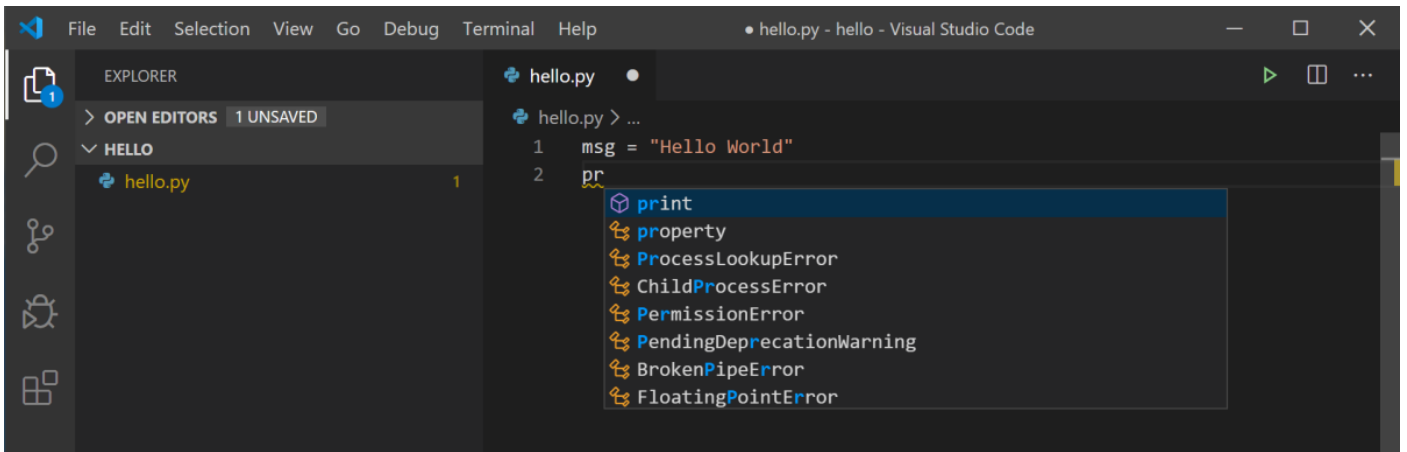 File Edit Selection View Go Debug Terminal Help ● hello.py - hello - Visual Studio Code
EXPLORER
OPEN EDITORS 1 UNSAVED
HELLO
hello.py 1
1
hello.py ●
hello.py > ...
1 msg = "Hello World"
2 pr
print
property
ProcessLookupError
ChildProcessError
PermissionError
PendingDeprecationWarning
BrokenPipeError
FloatingPointError